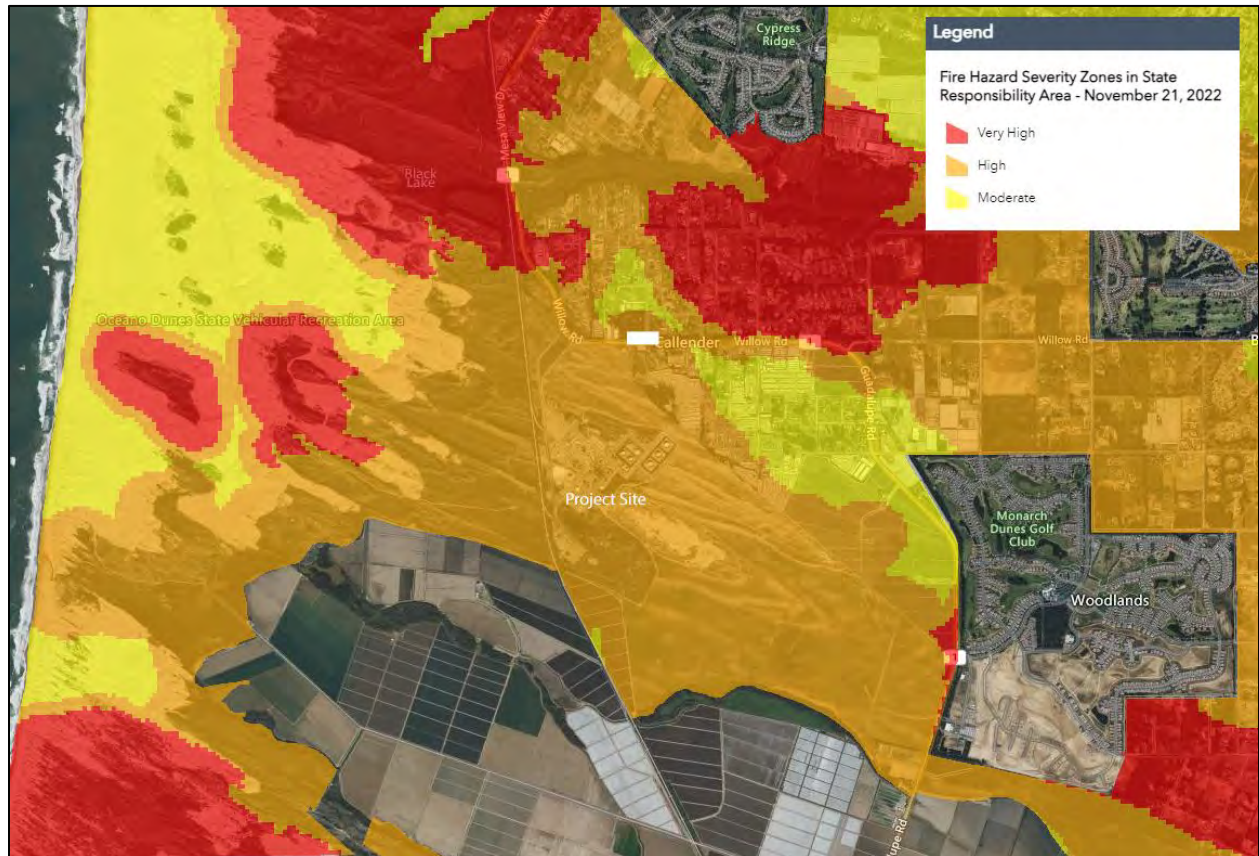 Legend
Fire Hazard Severity Zones in State
Responsibility Area - November 21, 2022
Very High
High
Moderate
Cypress
Ridge
Mesa View D
Black
Lake
Oceano Dunes State Vehicular Recreation Area
Willow Rd
Callender
Willow Rd
1
Willow Rd
Guadalupe Rd
Project Site
Monarch
Dunes Golf
Club
Woodlands
1